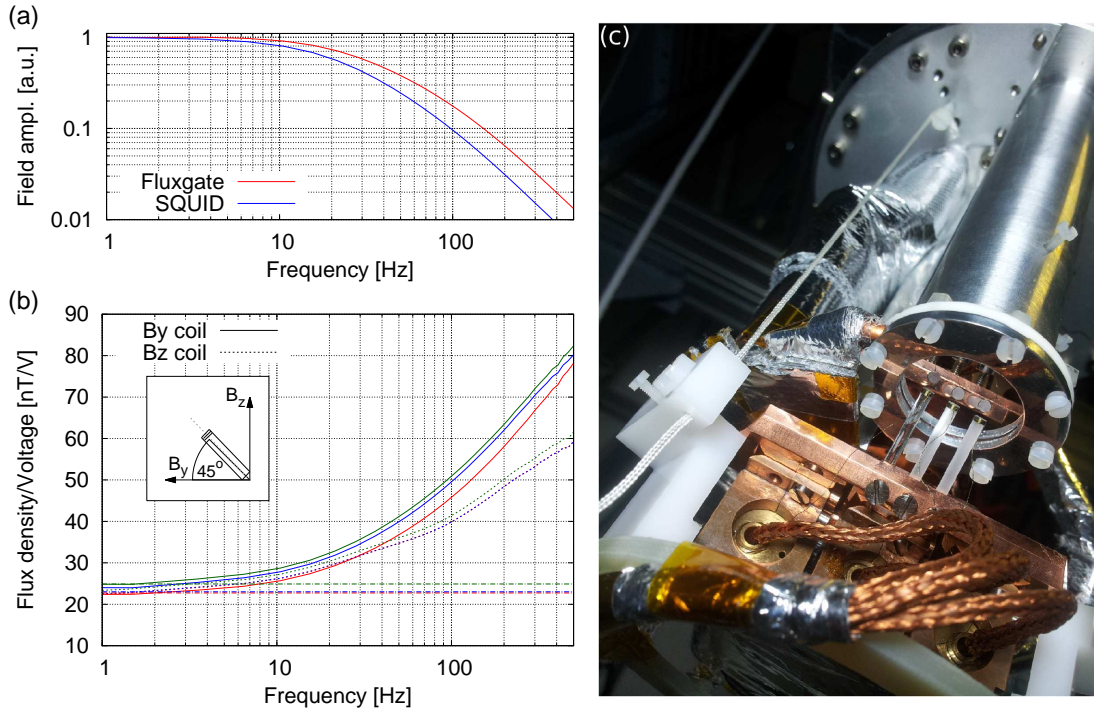 (a)
Field ampl. [a.u.]
1
0.1
0.01
Fluxgate
SQUID
1 10 100
Frequency [Hz]
(b)
Flux density/Voltage [nT/V]
90
80
70
60
50
40
30
20
10
By coil
Bz coil
Bz
By
45o
1 10 100
Frequency [Hz]
(c)